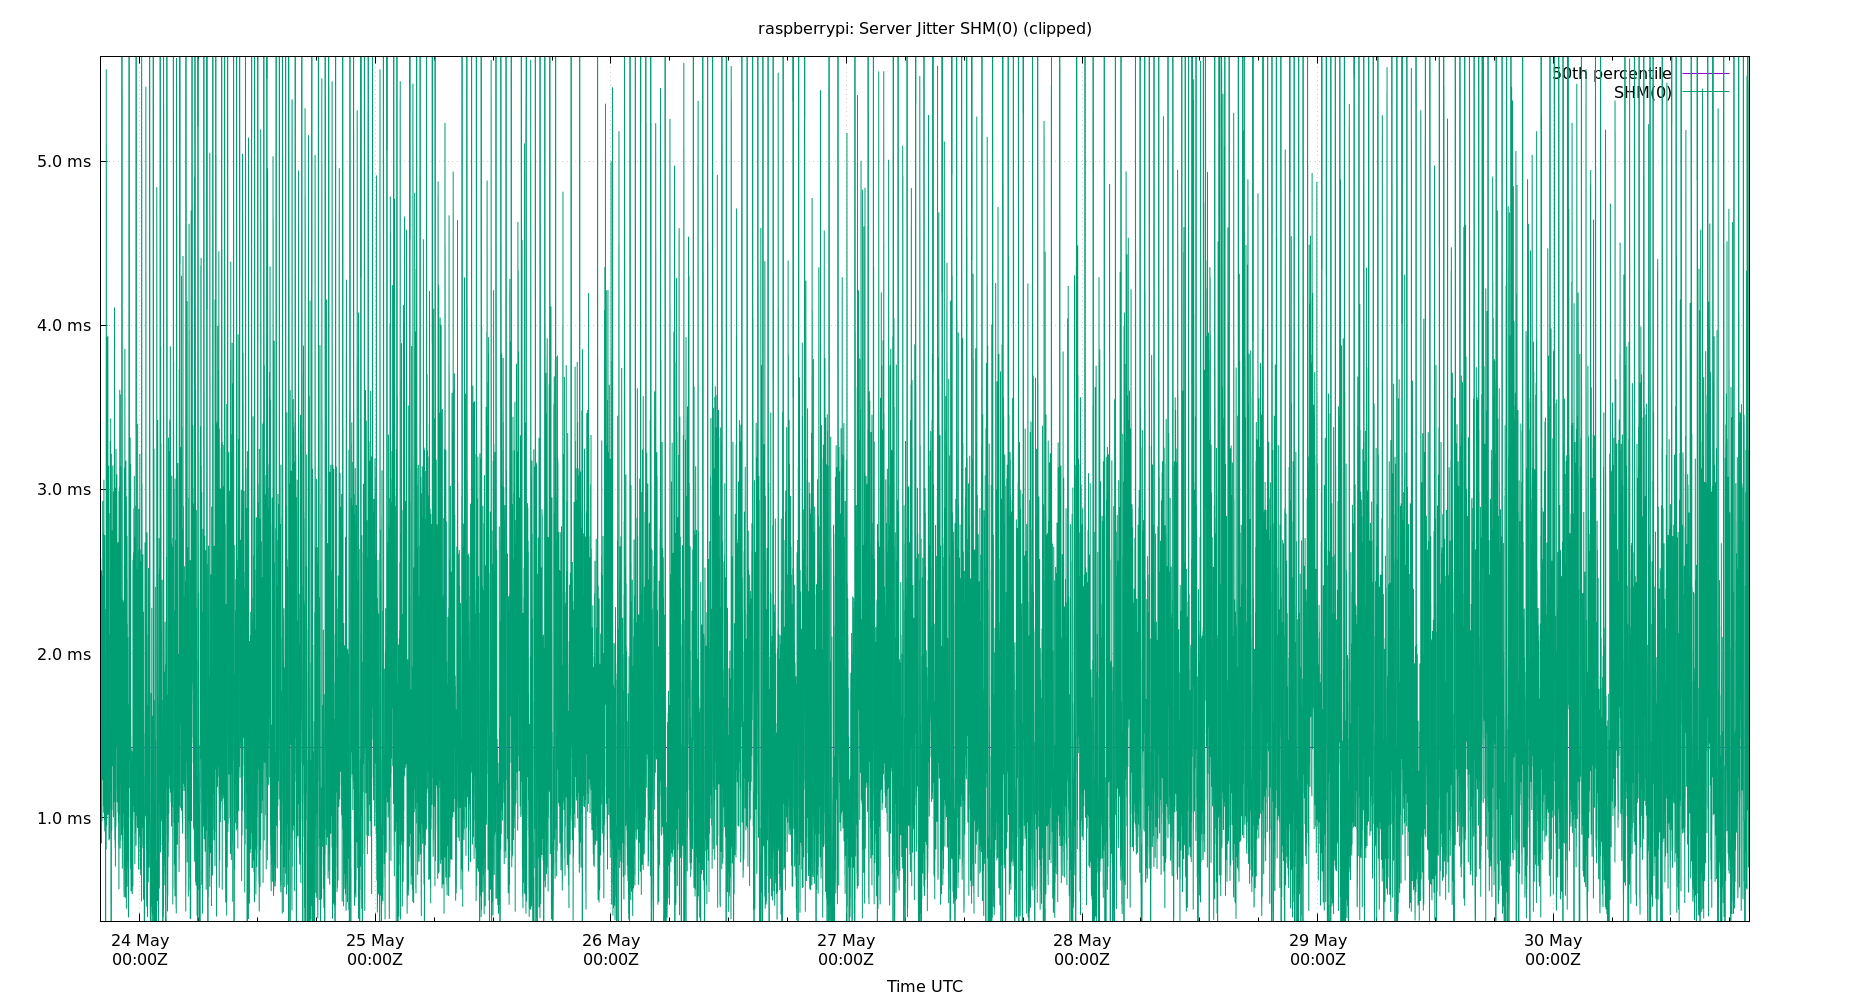 raspberrypi: Server Jitter SHM(0) (clipped)
50th percentile
SHM(0)
5.0 ms
4.0 ms
3.0 ms
2.0 ms
1.0 ms
24 May 25 May 26 May 27 May 28 May 29 May 30 May
00:00Z 00:00Z 00:00Z 00:00Z 00:00Z 00:00Z 00:00Z
Time UTC